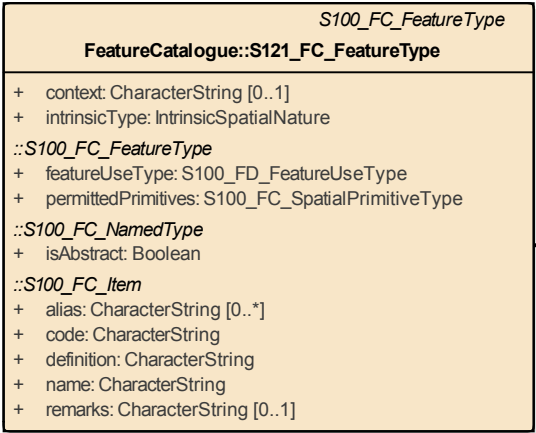 S100_FC_FeatureType
FeatureCatalogue::S121_FC_FeatureType
+ context: CharacterString [0..1]
+ intrinsicType: IntrinsicSpatialNature
::S100_FC_FeatureType
+ featureUseType: S100_FD_FeatureUseType
+ permittedPrimitives: S100_FC_SpatialPrimitiveType
::S100_FC_NamedType
+ isAbstract: Boolean
::S100_FC_Item
+ alias: CharacterString [0..*]
+ code: CharacterString
+ definition: CharacterString
+ name: CharacterString
+ remarks: CharacterString [0..1]